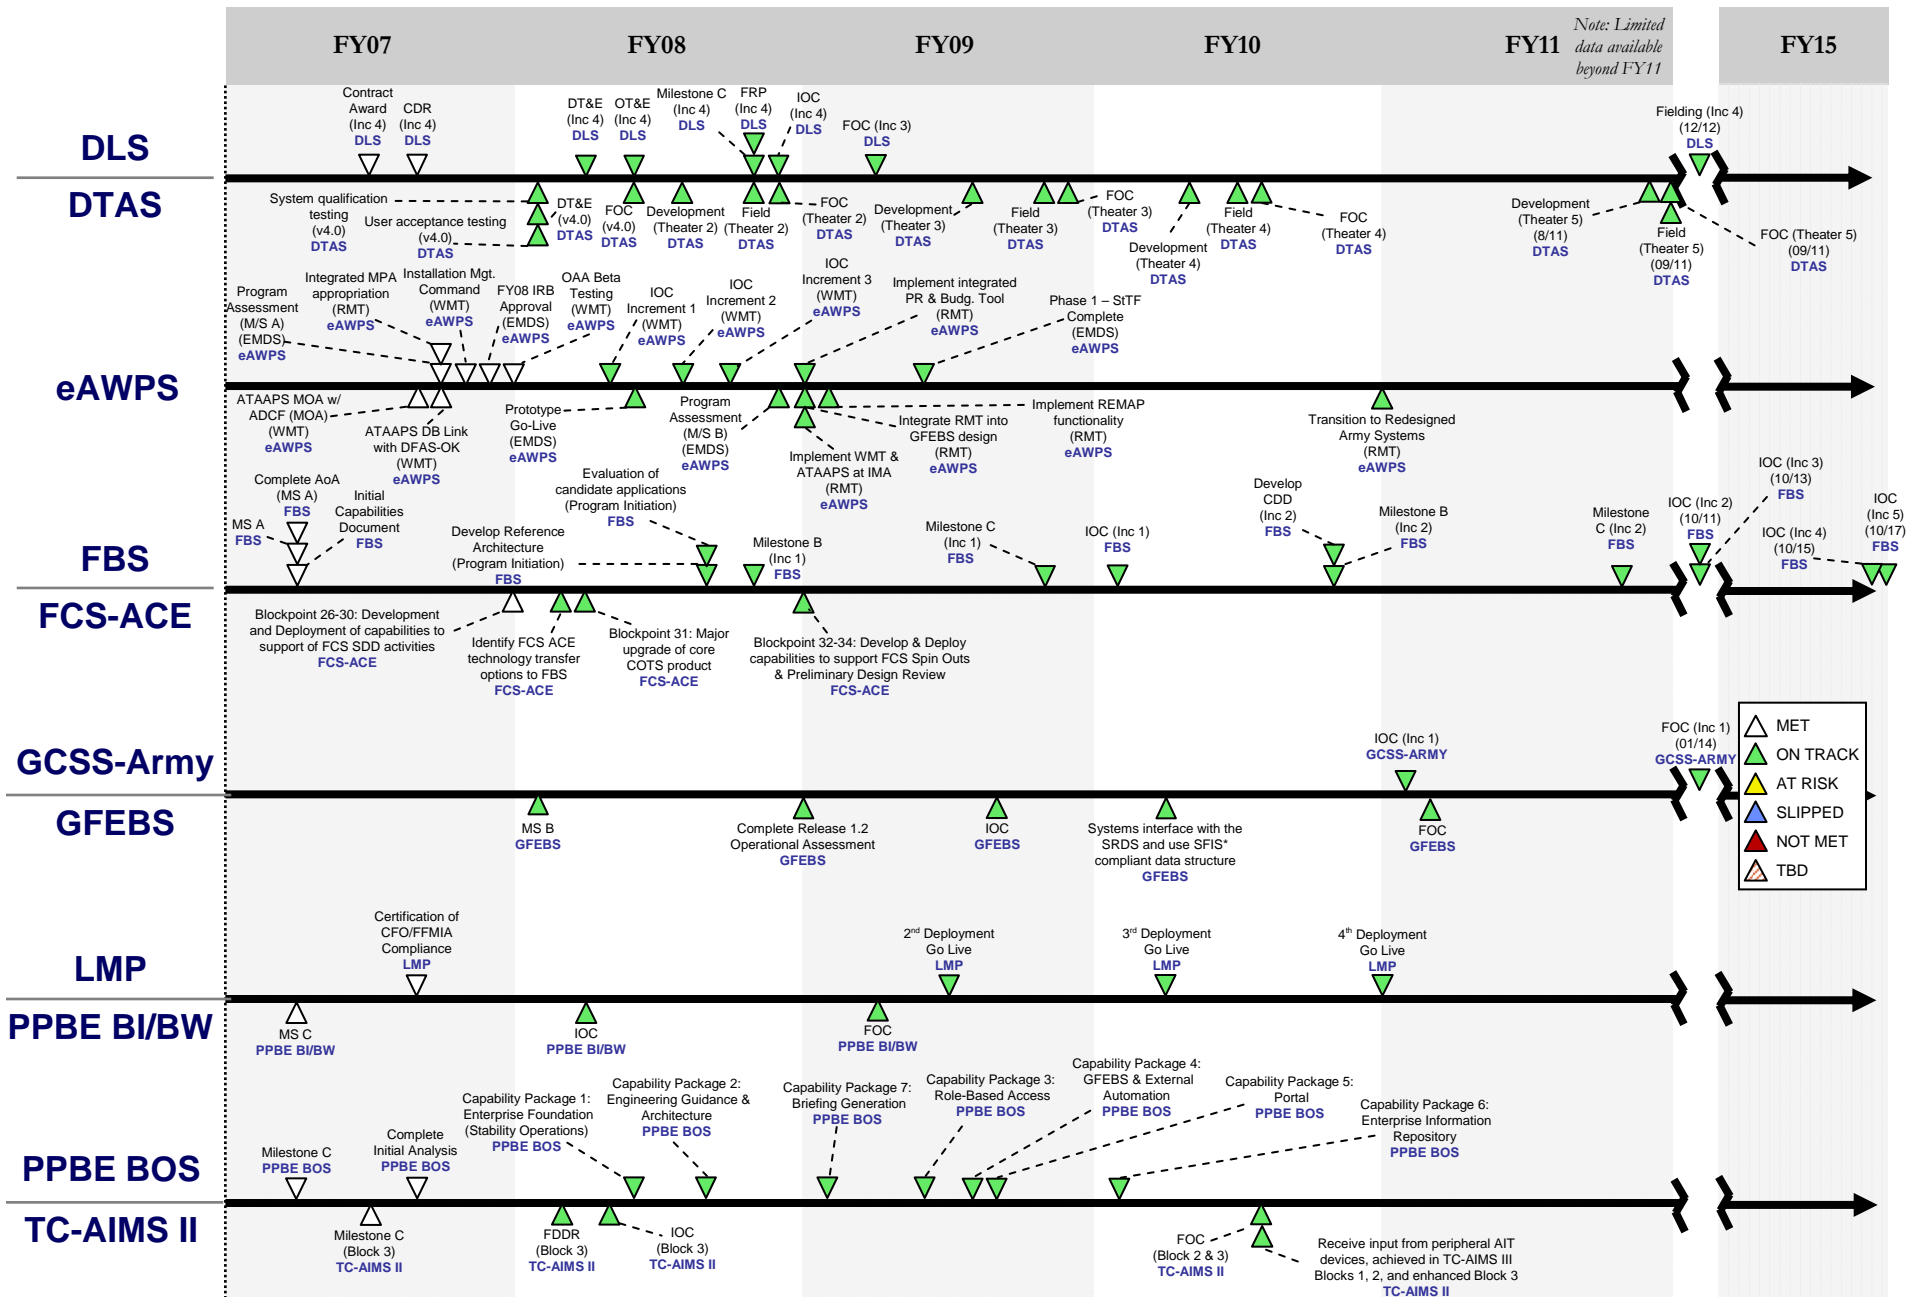 FY07
FY08
FY09
FY10
FY11
Note: Limited
data available
beyond FY11
FY15
DLS
Contract
Award
(Inc 4)
DLS
CDR
(Inc 4)
DLS
DT&E
(Inc 4)
DLS
OT&E
(Inc 4)
DLS
Milestone C
(Inc 4)
DLS
FRP
(Inc 4)
DLS
IOC
(Inc 4)
DLS
FOC (Inc 3)
DLS
Fielding (Inc 4)
(12/12)
DLS
DTAS
System qualification
testing
(v4.0)
DTAS
User acceptance testing
(v4.0)
DTAS
DT&E
(v4.0)
DTAS
FOC
(v4.0)
DTAS
Development
(Theater 2)
DTAS
Field
(Theater 2)
DTAS
FOC
(Theater 2)
DTAS
Development
(Theater 3)
DTAS
Field
(Theater 3)
DTAS
FOC
(Theater 3)
DTAS
Development
(Theater 4)
DTAS
Field
(Theater 4)
DTAS
FOC
(Theater 4)
DTAS
Development
(Theater 5)
(8/11)
DTAS
Field
(Theater 5)
(09/11)
DTAS
FOC (Theater 5)
(09/11)
DTAS
eAWPS
Program
Assessment
(M/S A)
(EMDS)
eAWPS
Integrated MPA
appropriation
(RMT)
eAWPS
Installation Mgt.
Command
(WMT)
eAWPS
FY08 IRB
Approval
(EMDS)
eAWPS
OAA Beta
Testing
(WMT)
eAWPS
IOC
Increment 1
(WMT)
eAWPS
IOC
Increment 2
(WMT)
eAWPS
IOC
Increment 3
(WMT)
eAWPS
Implement integrated
PR & Budg. Tool
(RMT)
eAWPS
Phase 1 – StTF
Complete
(EMDS)
eAWPS
ATAAPS MOA w/
ADCF (MOA)
(WMT)
eAWPS
ATAAPS DB Link
with DFAS-OK
(WMT)
eAWPS
Prototype
Go-Live
(EMDS)
eAWPS
Program
Assessment
(M/S B)
(EMDS)
eAWPS
Implement WMT &
ATAAPS at IMA
(RMT)
eAWPS
Integrate RMT into
GFEBS design
(RMT)
eAWPS
Implement REMAP
functionality
(RMT)
eAWPS
Transition to Redesigned
Army Systems
(RMT)
eAWPS
FBS
MS A
FBS
Complete AoA
(MS A)
FBS
Initial
Capabilities
Document
FBS
Develop Reference
Architecture
(Program Initiation)
FBS
Evaluation of
candidate applications
(Program Initiation)
FBS
Milestone B
(Inc 1)
FBS
Milestone C
(Inc 1)
FBS
IOC (Inc 1)
FBS
Develop
CDD
(Inc 2)
FBS
Milestone B
(Inc 2)
FBS
Milestone
C (Inc 2)
FBS
IOC (Inc 2)
(10/11)
FBS
IOC (Inc 3)
(10/13)
FBS
IOC (Inc 4)
(10/15)
FBS
IOC
(Inc 5)
(10/17)
FBS
FCS-ACE
Blockpoint 26-30: Development
and Deployment of capabilities to
support of FCS SDD activities
FCS-ACE
Identify FCS ACE
technology transfer
options to FBS
FCS-ACE
Blockpoint 31: Major
upgrade of core
COTS product
FCS-ACE
Blockpoint 32-34: Develop & Deploy
capabilities to support FCS Spin Outs
& Preliminary Design Review
FCS-ACE
GCSS-Army
IOC (Inc 1)
GCSS-ARMY
FOC (Inc 1)
(01/14)
GCSS-ARMY
MET
ON TRACK
AT RISK
SLIPPED
NOT MET
TBD
GFEBS
MS B
GFEBS
Complete Release 1.2
Operational Assessment
GFEBS
IOC
GFEBS
Systems interface with the
SRDS and use SFIS*
compliant data structure
GFEBS
FOC
GFEBS
LMP
Certification of
CFO/FFMIA
Compliance
LMP
2nd Deployment
Go Live
LMP
3rd Deployment
Go Live
LMP
4th Deployment
Go Live
LMP
PPBE BI/BW
MS C
PPBE BI/BW
IOC
PPBE BI/BW
FOC
PPBE BI/BW
PPBE BOS
Milestone C
PPBE BOS
Complete
Initial Analysis
PPBE BOS
Capability Package 1:
Enterprise Foundation
(Stability Operations)
PPBE BOS
Capability Package 2:
Engineering Guidance &
Architecture
PPBE BOS
Capability Package 7:
Briefing Generation
PPBE BOS
Capability Package 3:
Role-Based Access
PPBE BOS
Capability Package 4:
GFEBS & External
Automation
PPBE BOS
Capability Package 5:
Portal
PPBE BOS
Capability Package 6:
Enterprise Information
Repository
PPBE BOS
TC-AIMS II
Milestone C
(Block 3)
TC-AIMS II
FDDR
(Block 3)
TC-AIMS II
IOC
(Block 3)
TC-AIMS II
FOC
(Block 2 & 3)
TC-AIMS II
Receive input from peripheral AIT
devices, achieved in TC-AIMS III
Blocks 1, 2, and enhanced Block 3
TC-AIMS II